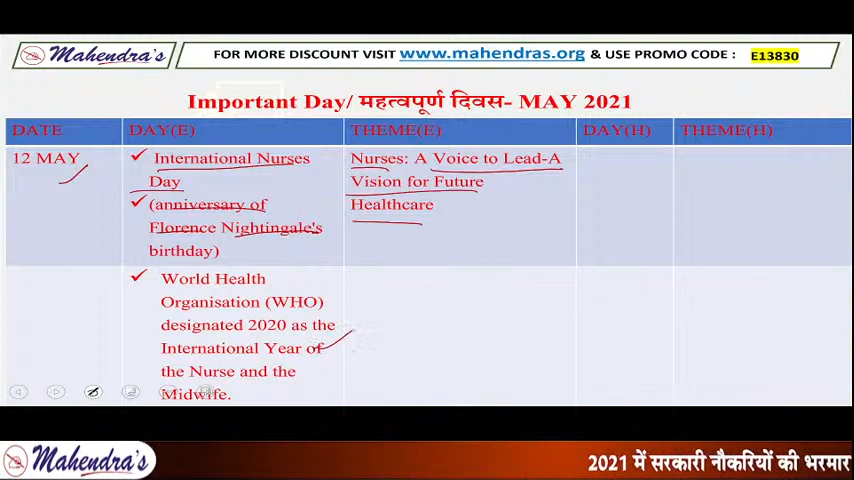 Mahendra's
FOR MORE DISCOUNT VISIT www.mahendras.org & USE PROMO CODE : E13830
Important Day/ महत्वपूर्ण दिवस- MAY 2021
DATE DAY(E) THEME(E) DAY(H) THEME(H)
12 MAY
✓ International Nurses
Day
✓ (anniversary of
Florence Nightingale's
birthday)
Nurses: A Voice to Lead-A
Vision for Future
Healthcare
✓ World Health
Organisation (WHO)
designated 2020 as the
International Year of
the Nurse and the
Midwife.
Mahendra's
2021 में सरकारी नौकरियों की भरमार